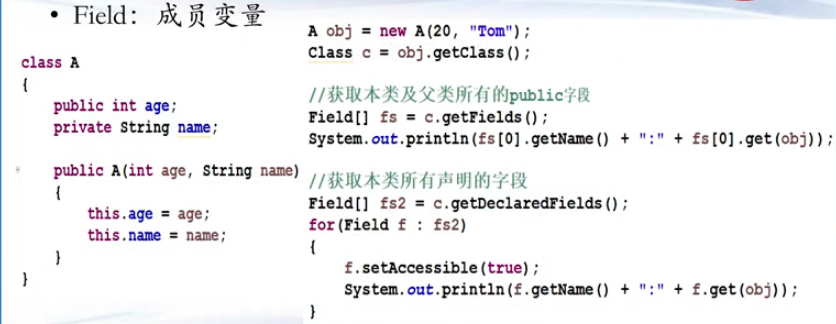 • Field：成员变量
class A
{
    public int age;
    private String name;
    public A(int age, String name)
    {
        this.age = age;
        this.name = name;
    }
}
A obj = new A(20, "Tom");
Class c = obj.getClass();
//获取本类及父类所有的public字段
Field[] fs = c.getFields();
System.out.println(fs[0].getName() + ":" + fs[0].get(obj));
//获取本类所有声明的字段
Field[] fs2 = c.getDeclaredFields();
for(Field f : fs2)
{
    f.setAccessible(true);
    System.out.println(f.getName() + ":" + f.get(obj));
}